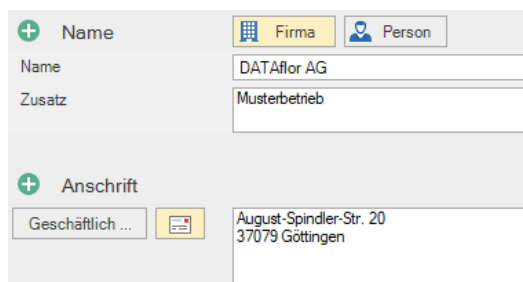 Name
Firma
Person
Name
DATAflor AG
Zusatz
Musterbetrieb
Anschrift
Geschäftlich ...
August-Spindler-Str. 20
37079 Göttingen